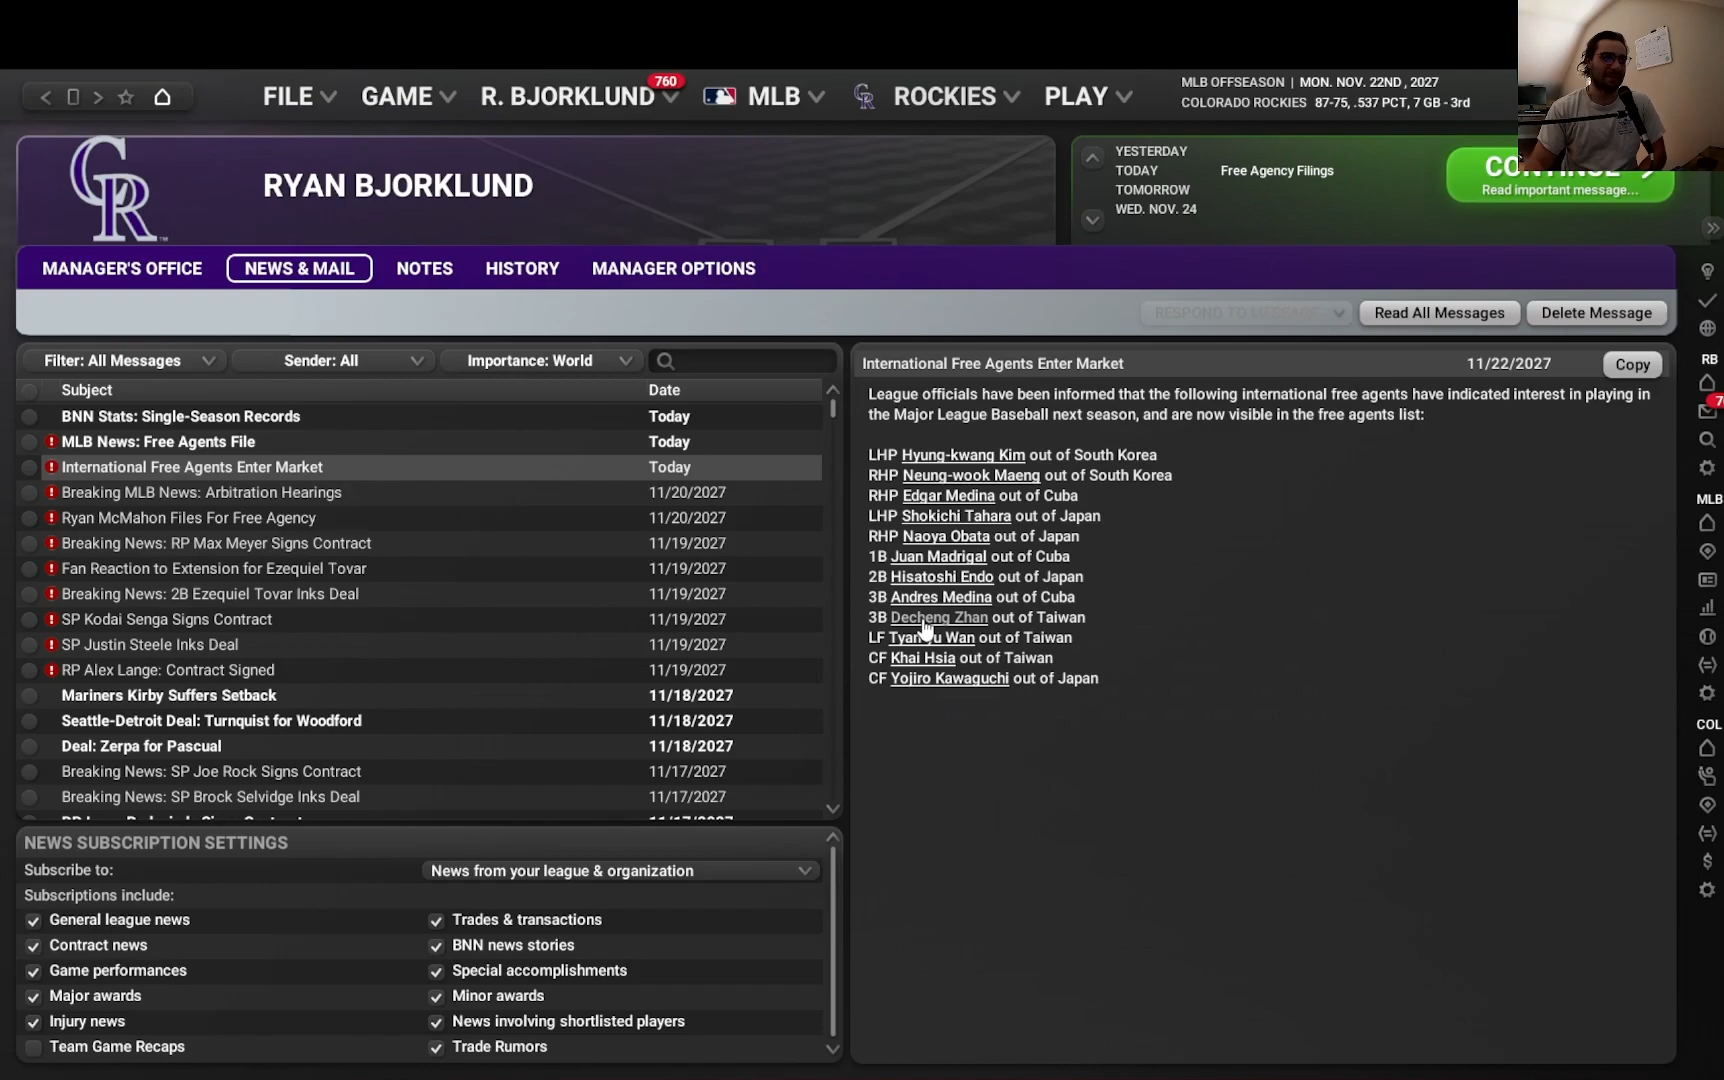 FILE
GAME
R. BJORKLUND
760
MLB
ROCKIES
PLAY
MLB OFFSEASON | MON. NOV. 22ND, 2027
COLORADO ROCKIES 87-75, .537 PCT, 7 GB - 3rd
CR
RYAN BJORKLUND
YESTERDAY
TODAY Free Agency Filings
TOMORROW
WED. NOV. 24
CONTINUE
Read important message...
MANAGER'S OFFICE NEWS & MAIL NOTES HISTORY MANAGER OPTIONS
RESPOND TO MESSAGE Read All Messages Delete Message
Filter: All Messages Sender: All Importance: World
Subject Date
BNN Stats: Single-Season Records Today
MLB News: Free Agents File Today
International Free Agents Enter Market Today
Breaking MLB News: Arbitration Hearings 11/20/2027
Ryan McMahon Files For Free Agency 11/20/2027
Breaking News: RP Max Meyer Signs Contract 11/19/2027
Fan Reaction to Extension for Ezequiel Tovar 11/19/2027
Breaking News: 2B Ezequiel Tovar Inks Deal 11/19/2027
SP Kodai Senga Signs Contract 11/19/2027
SP Justin Steele Inks Deal 11/19/2027
RP Alex Lange: Contract Signed 11/19/2027
Mariners Kirby Suffers Setback 11/18/2027
Seattle-Detroit Deal: Turnquist for Woodford 11/18/2027
Deal: Zerpa for Pascual 11/18/2027
Breaking News: SP Joe Rock Signs Contract 11/17/2027
Breaking News: SP Brock Selvidge Inks Deal 11/17/2027
International Free Agents Enter Market 11/22/2027 Copy
League officials have been informed that the following international free agents have indicated interest in playing in
the Major League Baseball next season, and are now visible in the free agents list:
LHP Hyung-kwang Kim out of South Korea
RHP Neung-wook Maeng out of South Korea
RHP Edgar Medina out of Cuba
LHP Shokichi Tahara out of Japan
RHP Naoya Obata out of Japan
1B Juan Madrigal out of Cuba
2B Hisatoshi Endo out of Japan
3B Andres Medina out of Cuba
3B Decheng Zhan out of Taiwan
LF Wan out of Taiwan
CF Khai Hsia out of Taiwan
CF Yojiro Kawaguchi out of Japan
NEWS SUBSCRIPTION SETTINGS
Subscribe to: News from your league & organization
Subscriptions include:
General league news Trades & transactions
Contract news BNN news stories
Game performances Special accomplishments
Major awards Minor awards
Injury news News involving shortlisted players
Team Game Recaps Trade Rumors
RB
MLB
COL